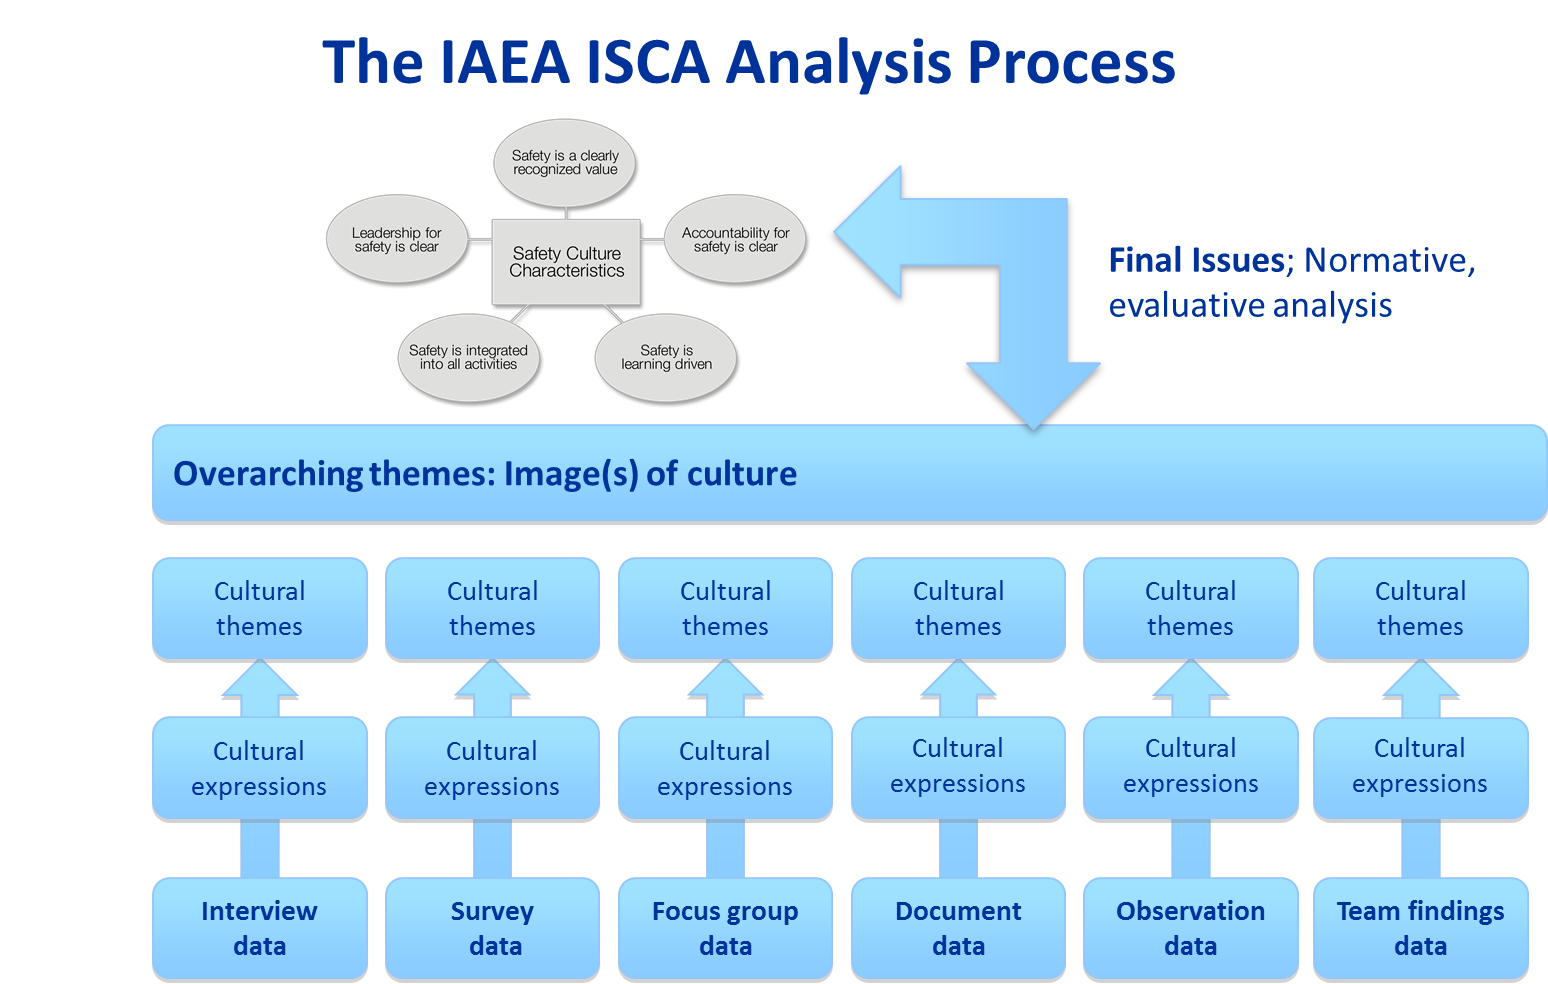 The IAEA ISCA Analysis Process
Safety is a clearly
recognized value
Leadership for
safety is clear
Safety Culture
Characteristics
Accountability for
safety is clear
Safety is integrated
into all activities
Safety is
learning driven
Final Issues; Normative,
evaluative analysis
Overarching themes: Image(s) of culture
Cultural
themes
Cultural
themes
Cultural
themes
Cultural
themes
Cultural
themes
Cultural
themes
Cultural
expressions
Cultural
expressions
Cultural
expressions
Cultural
expressions
Cultural
expressions
Cultural
expressions
Interview
data
Survey
data
Focus group
data
Document
data
Observation
data
Team findings
data